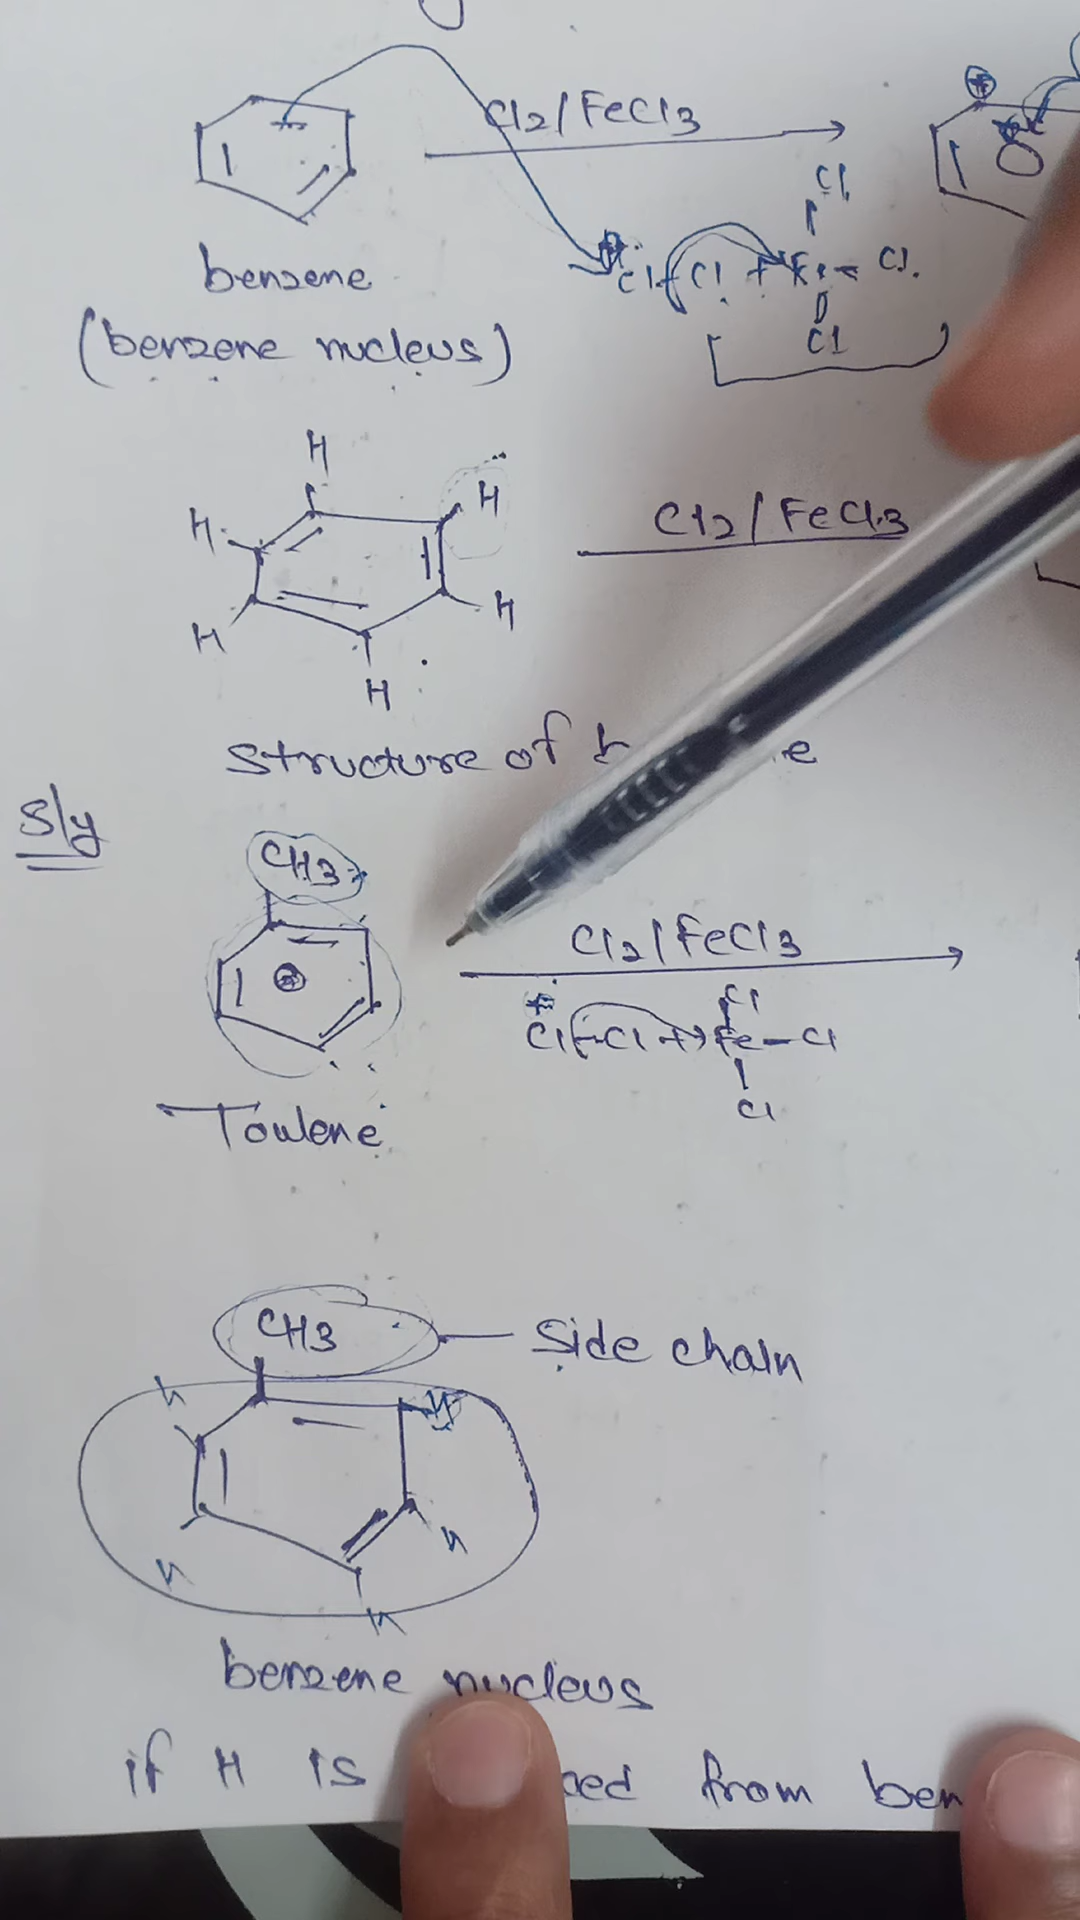 Cl2/FeCl3
Cl
Cl-Cl + Fe-Cl
Cl
benzene
(benzene nucleus)
H
H
H
H
H
H
Cl2/FeCl3
structure of
S/y
CH3
Cl2/FeCl3
Cl
Cl-Cl + Fe-Cl
Cl
Toulene
CH3
side chain
H
H
H
H
H
benzene nucleus
if H is from ben